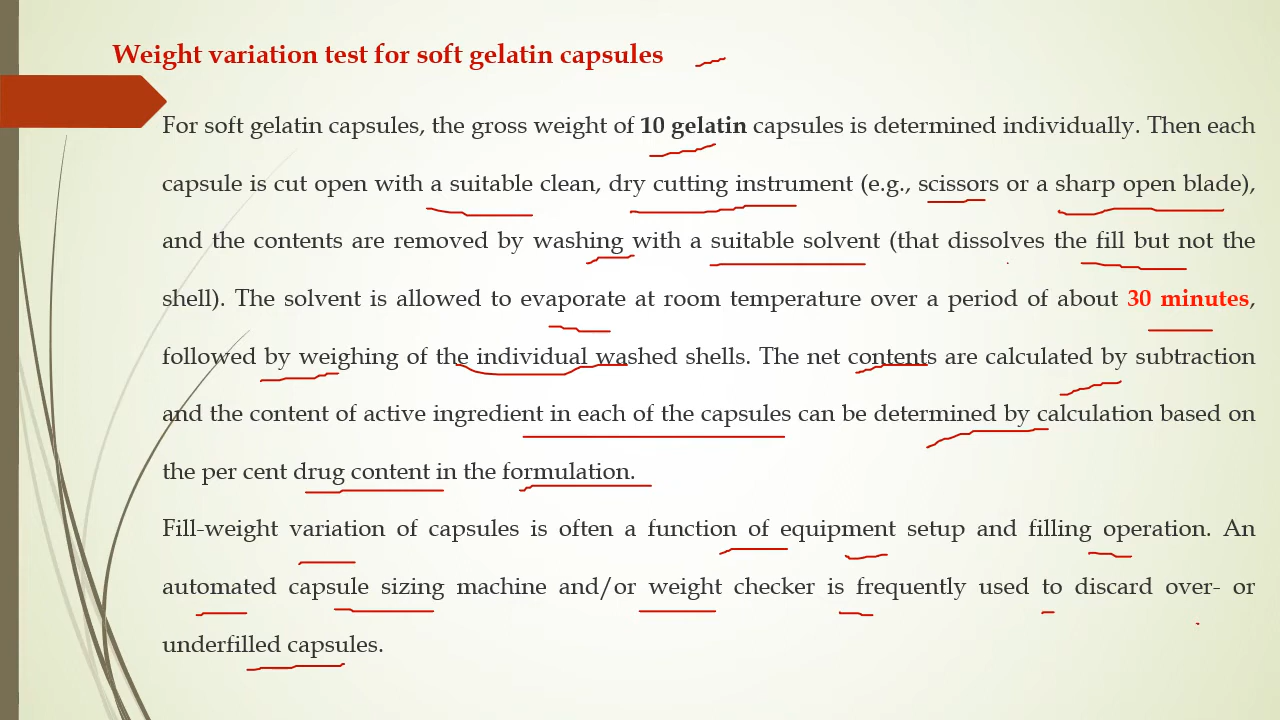 Weight variation test for soft gelatin capsules
For soft gelatin capsules, the gross weight of 10 gelatin capsules is determined individually. Then each
capsule is cut open with a suitable clean, dry cutting instrument (e.g., scissors or a sharp open blade),
and the contents are removed by washing with a suitable solvent (that dissolves the fill but not the
shell). The solvent is allowed to evaporate at room temperature over a period of about 30 minutes,
followed by weighing of the individual washed shells. The net contents are calculated by subtraction
and the content of active ingredient in each of the capsules can be determined by calculation based on
the per cent drug content in the formulation.
Fill-weight variation of capsules is often a function of equipment setup and filling operation. An
automated capsule sizing machine and/or weight checker is frequently used to discard over- or
underfilled capsules.